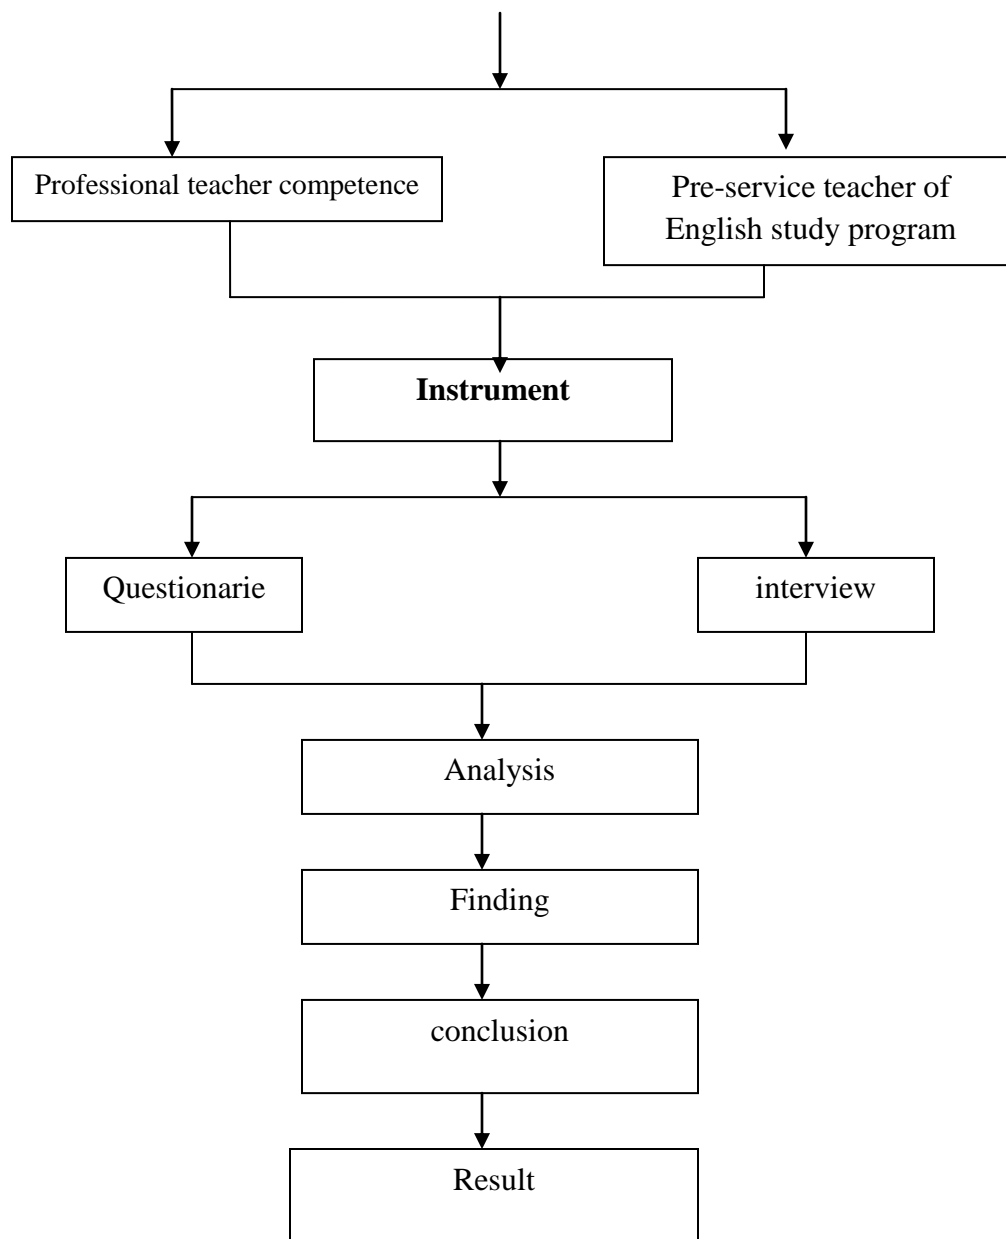 Professional teacher competence
Pre-service teacher of
English study program
Instrument
Questionarie
interview
Analysis
Finding
conclusion
Result